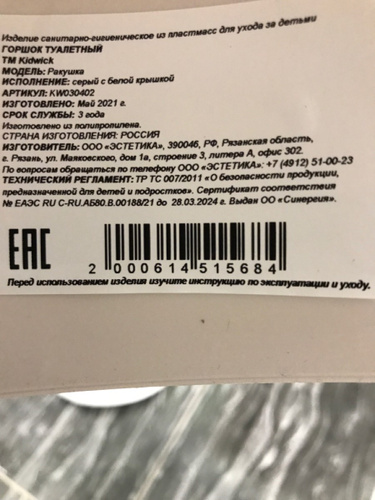 Изделие санитарно-гигиеническое из пластмасс для ухода за детьми
ГОРШОК ТУАЛЕТНЫЙ
ТМ Kidwick
МОДЕЛЬ: Ракушка
ИСПОЛНЕНИЕ: серый с белой крышкой
АРТИКУЛ: KW030402
ИЗГОТОВЛЕНО: Май 2021 г.
СРОК СЛУЖБЫ: 3 года
Изготовлено из полипропилена.
СТРАНА ИЗГОТОВЛЕНИЯ: РОССИЯ
ИЗГОТОВИТЕЛЬ: ООО «ЭСТЕТИКА», 390046, РФ, Рязанская область,
г. Рязань, ул. Маяковского, дом 1а, строение 3, литера А, офис 302.
По вопросам обращаться по телефону ООО «ЭСТЕТИКА»: +7 (4912) 51-00-23
ТЕХНИЧЕСКИЙ РЕГЛАМЕНТ: ТР ТС 007/2011 «О безопасности продукции,
предназначенной для детей и подростков». Сертификат соответствия
№ ЕАЭС RU C-RU.АБ80.В.00188/21 до 28.03.2024 г. Выдан ОО «Синергия».
EAC
2 000614 515684
Перед использованием изделия изучите инструкцию по эксплуатации и уходу.